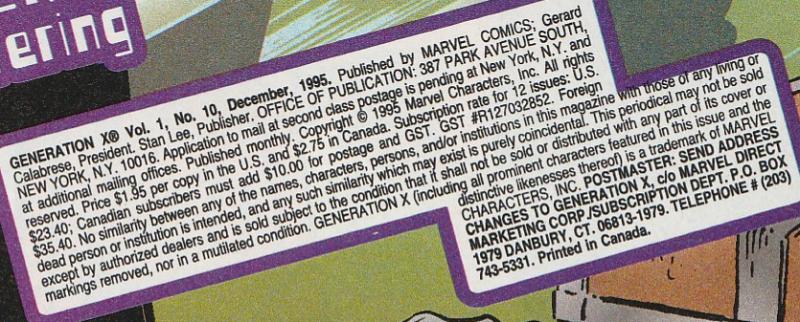 ering
GENERATION X® Vol. 1, No. 10, December, 1995. Published by MARVEL COMICS; Gerard
Calabrese, President. Stan Lee, Publisher, OFFICE OF PUBLICATION: 387 PARK AVENUE SOUTH,
NEW YORK, N.Y. 10016. Application to mail at second class postage is pending at New York, N.Y. and
at additional mailing offices. Published monthly. Copyright © 1995 Marvel Characters, Inc. All rights
reserved. Price $1.95 per copy in the U.S. and $2.75 in Canada. Subscription rate for 12 issues: U.S.
$23.40; Canadian subscribers must add $10.00 for postage and GST. GST #R127032852. Foreign
$35.40. No similarity between any of the names, characters, persons, and/or institutions in this magazine with those of any living or
dead person or institution is intended, and any such similarity which may exist is purely coincidental. This periodical may not be sold
except by authorized dealers and is sold subject to the condition that it shall not be sold or distributed with any part of its cover or
markings removed, nor in a mutilated condition. GENERATION X (including all prominent characters featured in this issue and the
distinctive likenesses thereof) is a trademark of MARVEL
CHARACTERS, INC. POSTMASTER: SEND ADDRESS
CHANGES TO GENERATION X, c/o MARVEL DIRECT
MARKETING CORP./SUBSCRIPTION DEPT. P.O. BOX
1979 DANBURY, CT. 06813-1979. TELEPHONE # (203)
743-5331. Printed in Canada.